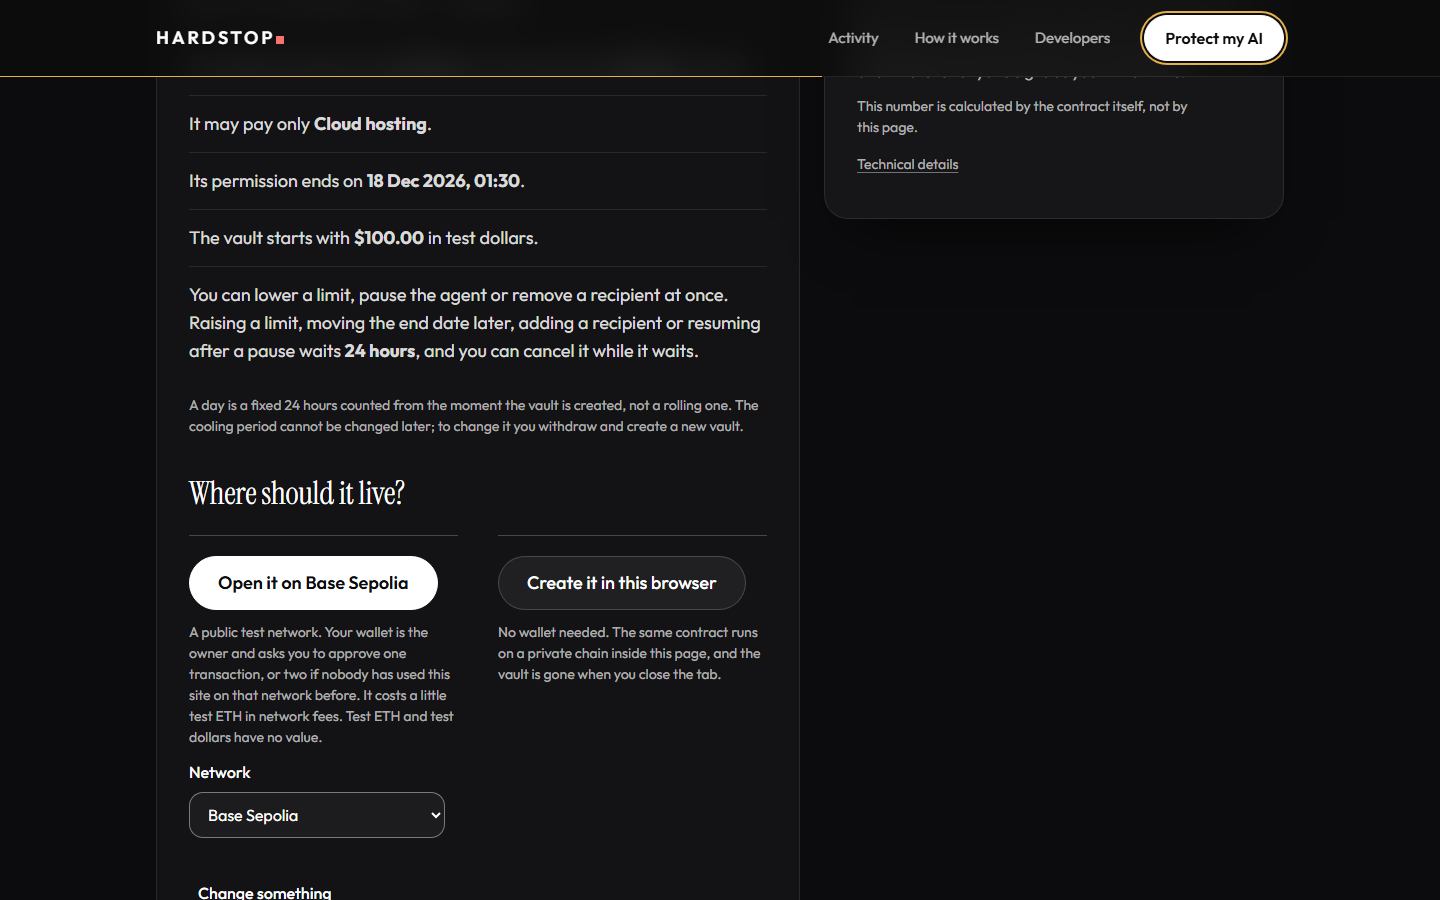 HARDSTOP
Activity
How it works
Developers
Protect my AI
It may pay only Cloud hosting.
Its permission ends on 18 Dec 2026, 01:30.
The vault starts with $100.00 in test dollars.
You can lower a limit, pause the agent or remove a recipient at once.
Raising a limit, moving the end date later, adding a recipient or resuming
after a pause waits 24 hours, and you can cancel it while it waits.
A day is a fixed 24 hours counted from the moment the vault is created, not a rolling one. The
cooling period cannot be changed later; to change it you withdraw and create a new vault.
Where should it live?
Open it on Base Sepolia
A public test network. Your wallet is the
owner and asks you to approve one
transaction, or two if nobody has used this
site on that network before. It costs a little
test ETH in network fees. Test ETH and test
dollars have no value.
Network
Base Sepolia
Create it in this browser
No wallet needed. The same contract runs
on a private chain inside this page, and the
vault is gone when you close the tab.
Change something
This number is calculated by the contract itself, not by
this page.
Technical details